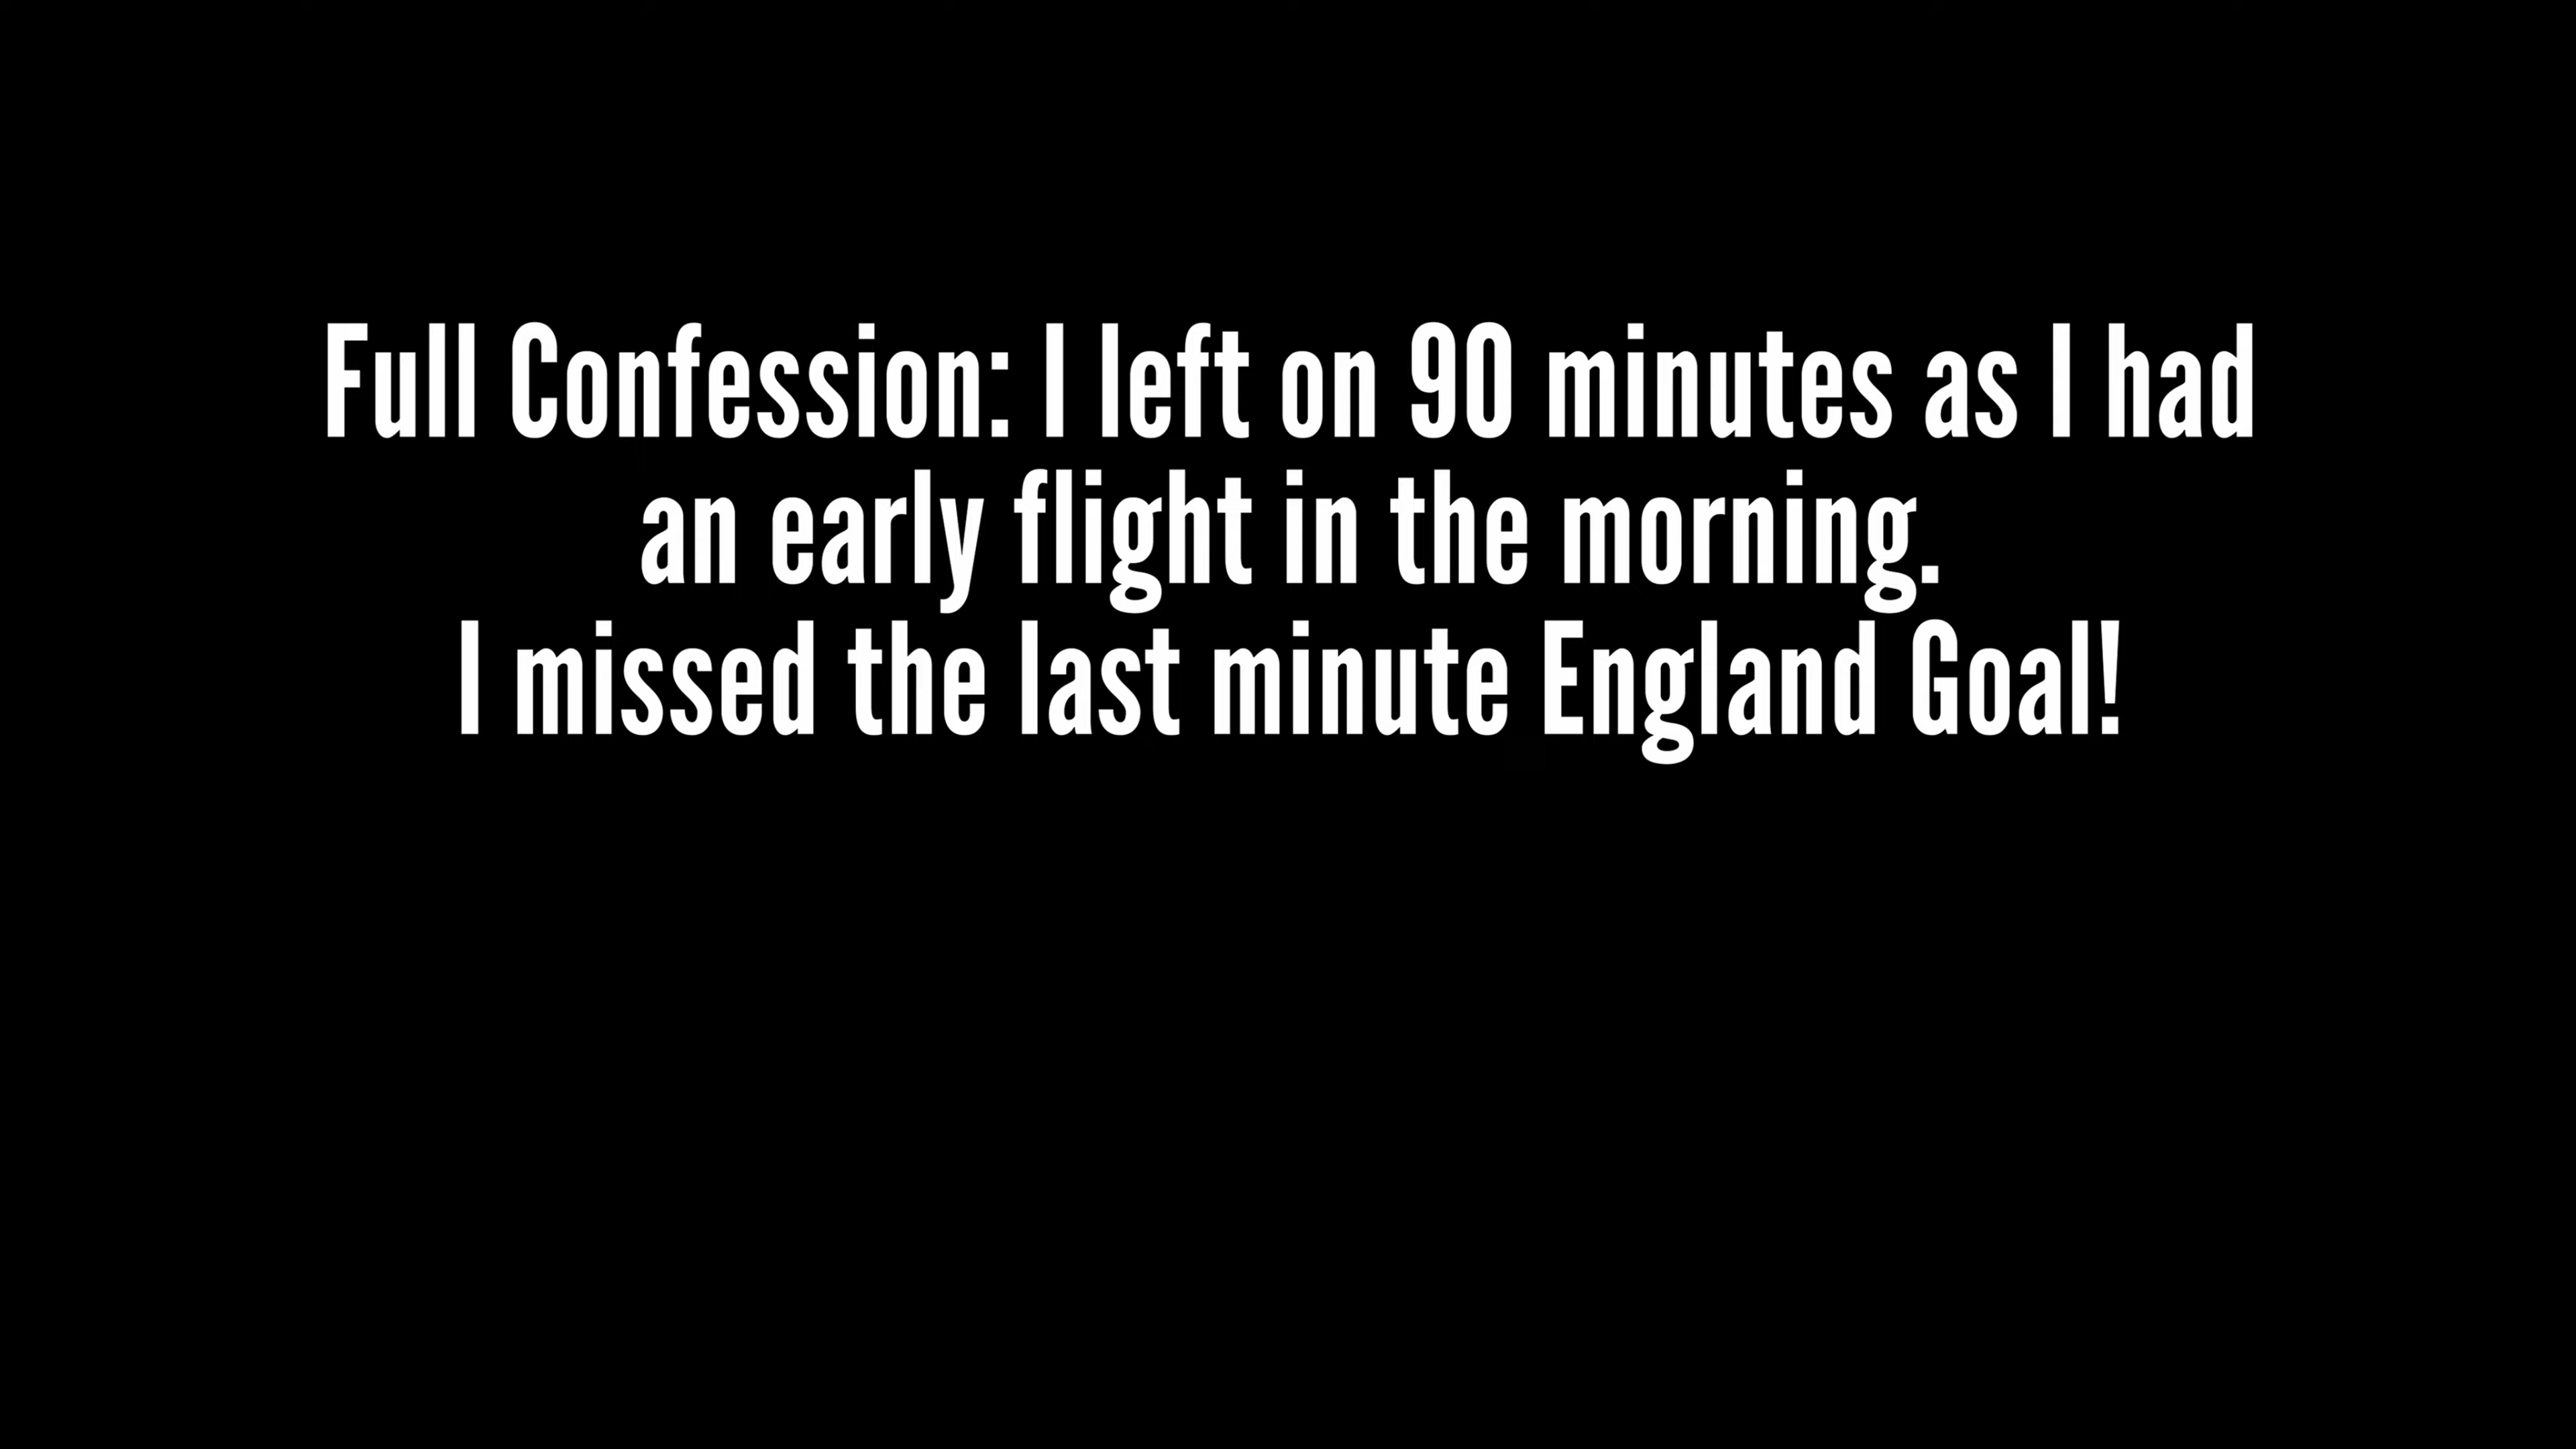 Full Confession: I left on 90 minutes as I had
an early flight in the morning.
I missed the last minute England Goal!